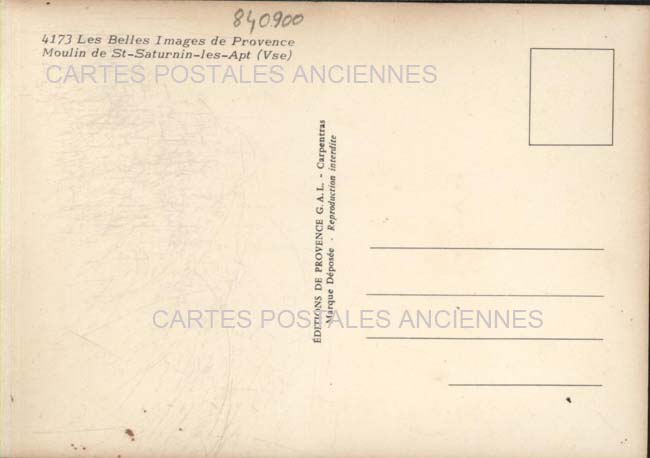 840900
4173 Les Belles Images de Provence
Moulin de St-Saturnin-les-Apt (Vse)
CARTES POSTALES ANCIENNES
ÉDITIONS DE PROVENCE G.A.L. - Carpentras
Marque Déposée - Reproduction interdite
CARTES POSTALES ANCIENNES